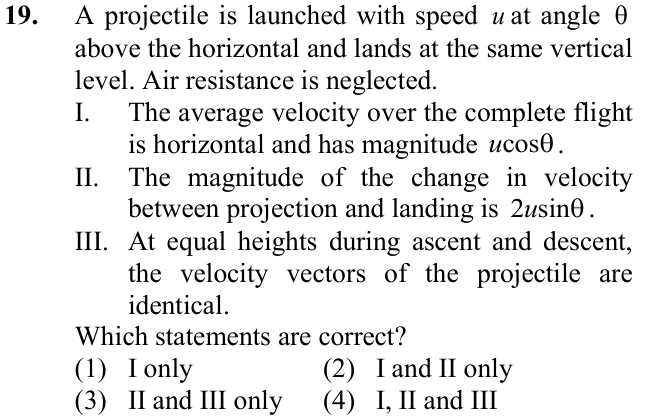 19. A projectile is launched with speed u at angle θ
above the horizontal and lands at the same vertical
level. Air resistance is neglected.
I. The average velocity over the complete flight
is horizontal and has magnitude ucosθ.
II. The magnitude of the change in velocity
between projection and landing is 2usinθ.
III. At equal heights during ascent and descent,
the velocity vectors of the projectile are
identical.
Which statements are correct?
(1) I only (2) I and II only
(3) II and III only (4) I, II and III